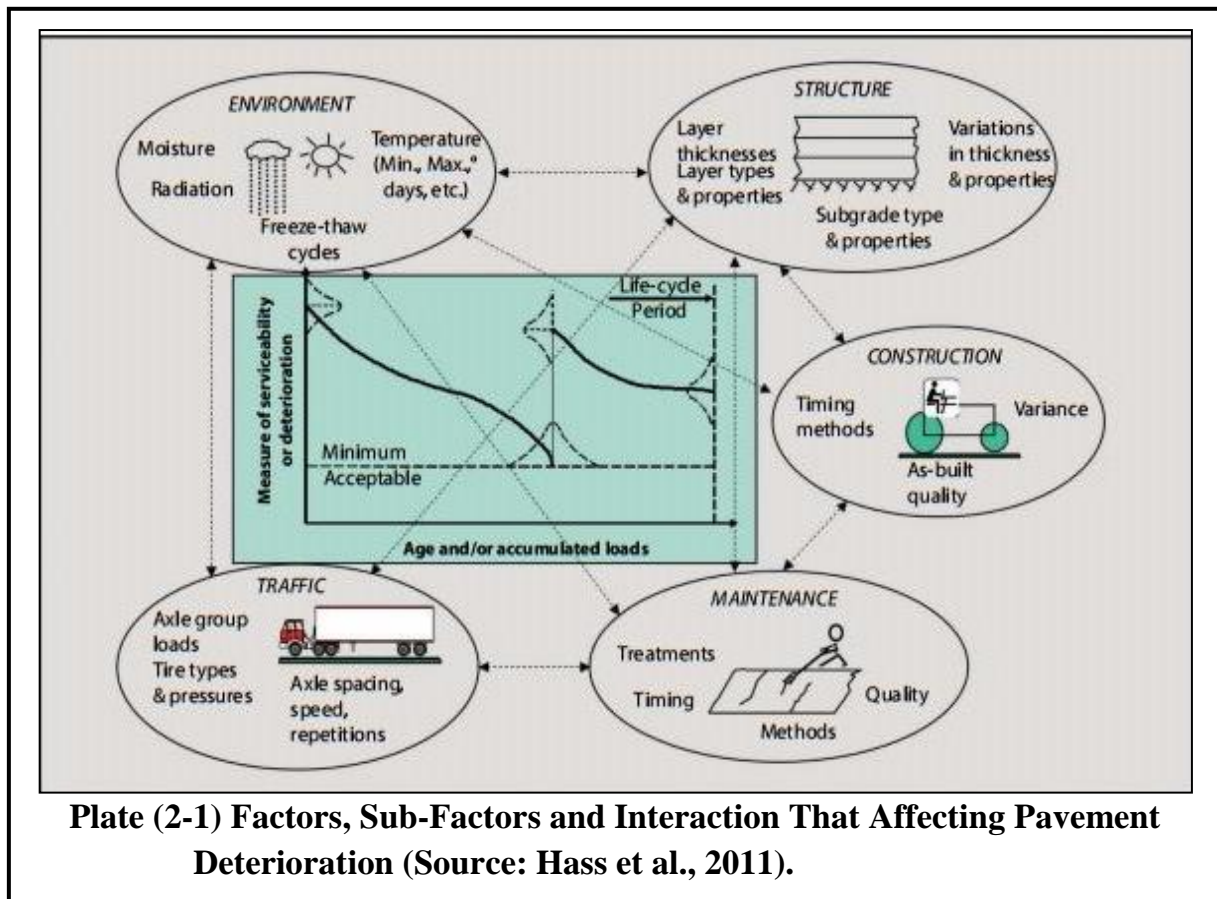 ENVIRONMENT
Moisture
Radiation
Temperature
(Min., Max.,°
days, etc.)
Freeze-thaw
cycles
STRUCTURE
Layer
thicknesses
Layer types
& properties
Variations
in thickness
& properties
Subgrade type
& properties
Life-cycle
Period
Measure of serviceability
or deterioration
Minimum
Acceptable
Age and/or accumulated loads
CONSTRUCTION
Timing
methods
Variance
As-built
quality
TRAFFIC
Axle group
loads
Tire types
& pressures
Axle spacing,
speed,
repetitions
MAINTENANCE
Treatments
Timing
Quality
Methods
Plate (2-1) Factors, Sub-Factors and Interaction That Affecting Pavement
Deterioration (Source: Hass et al., 2011).